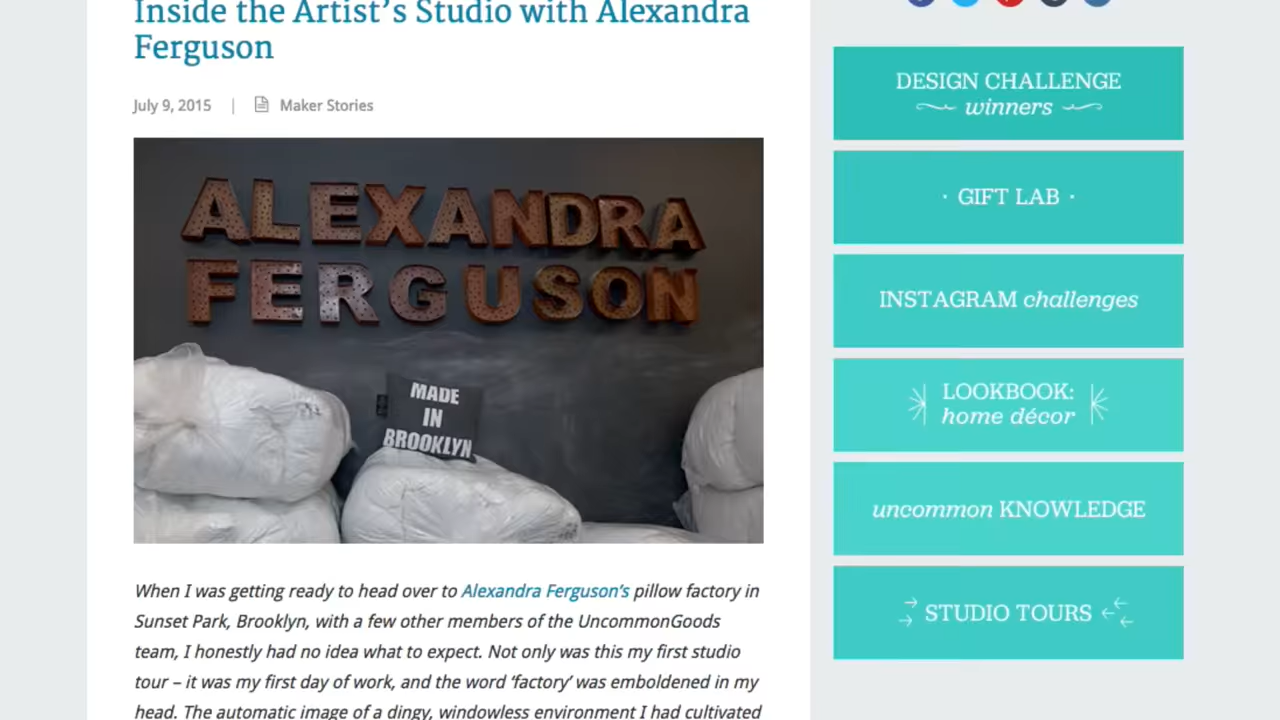 Inside the Artist’s Studio with Alexandra
Ferguson
July 9, 2015 | Maker Stories
ALEXANDRA
FERGUSON
MADE
IN
BROOKLYN
When I was getting ready to head over to Alexandra Ferguson’s pillow factory in
Sunset Park, Brooklyn, with a few other members of the UncommonGoods
team, I honestly had no idea what to expect. Not only was this my first studio
tour – it was my first day of work, and the word ‘factory’ was emboldened in my
head. The automatic image of a dingy, windowless environment I had cultivated
DESIGN CHALLENGE
winners
· GIFT LAB ·
INSTAGRAM challenges
LOOKBOOK:
home décor
uncommon KNOWLEDGE
STUDIO TOURS